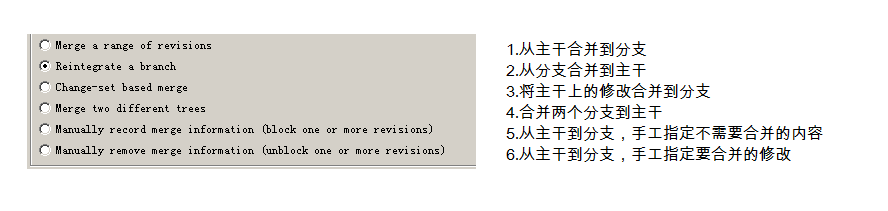 Merge a range of revisions
Reintegrate a branch
Change-set based merge
Merge two different trees
Manually record merge information (block one or more revisions)
Manually remove merge information (unblock one or more revisions)
1.从主干合并到分支
2.从分支合并到主干
3.将主干上的修改合并到分支
4.合并两个分支到主干
5.从主干到分支，手工指定不需要合并的内容
6.从主干到分支，手工指定要合并的修改